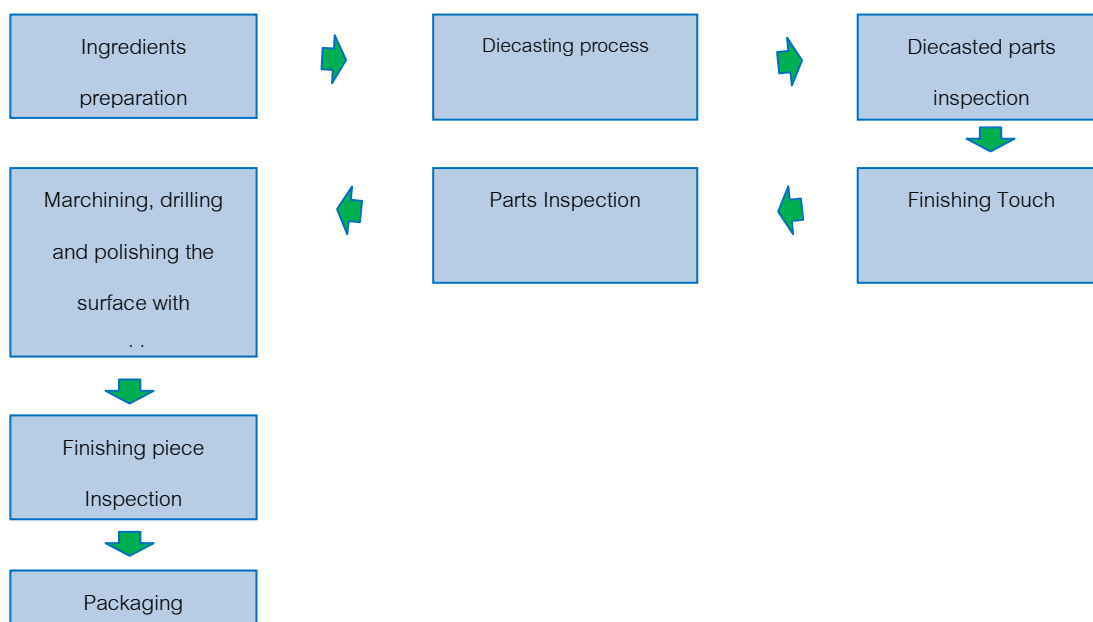 Ingredients
preparation
Diecasting process
Diecasted parts
inspection
Finishing Touch
Parts Inspection
Marchining, drilling
and polishing the
surface with
Finishing piece
Inspection
Packaging